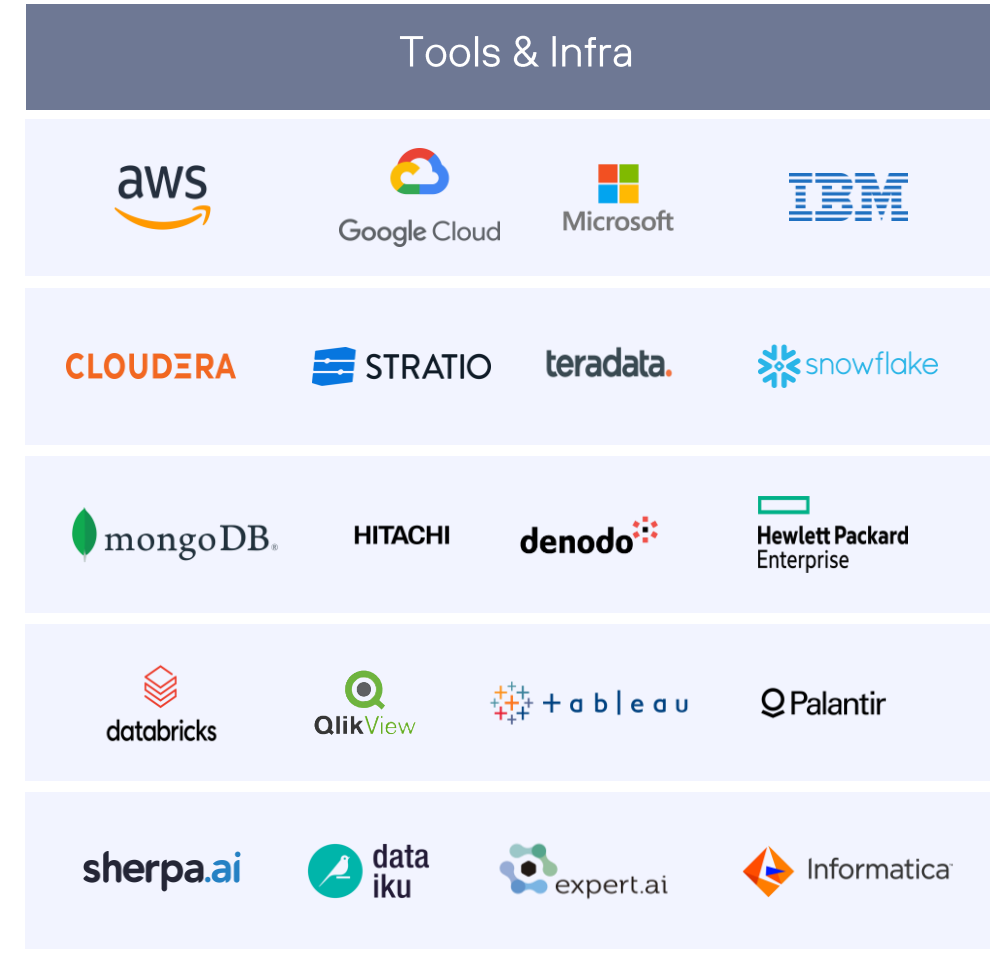 Tools & Infra
aws
Google Cloud
Microsoft
IBM
CLOUDERA
STRATIO
teradata.
snowflake
mongoDB®
HITACHI
denodo
Hewlett Packard
Enterprise
databricks
QlikView
+ableau
Palantir
sherpa.ai
data
iku
expert.ai
Informatica